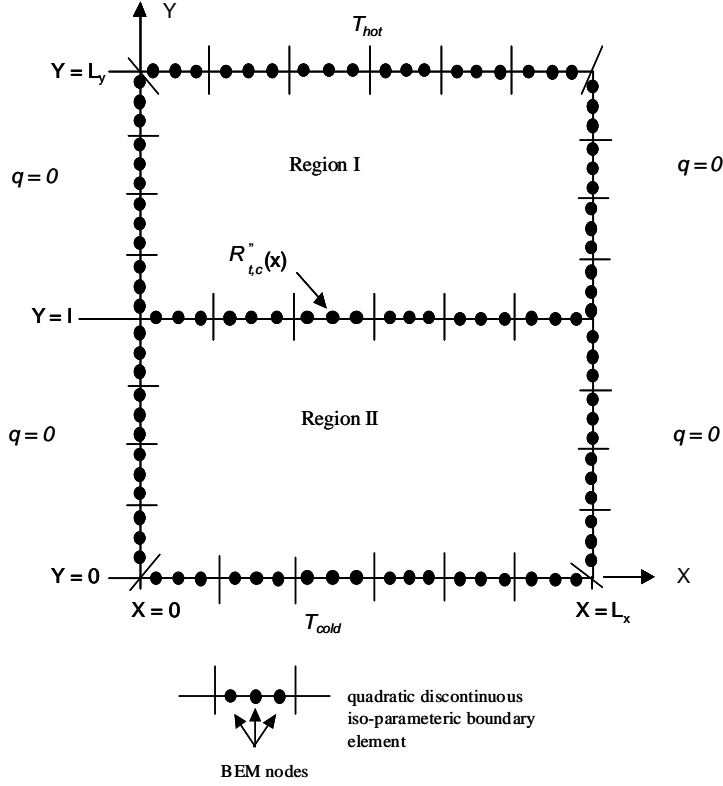 Y
T_hot
Y = L_y
Region I
q = 0
q = 0
R"_t,c(x)
Y = I
Region II
q = 0
q = 0
Y = 0
X
X = 0
X = L_x
T_cold
quadratic discontinuous
iso-parameteric boundary
element
BEM nodes